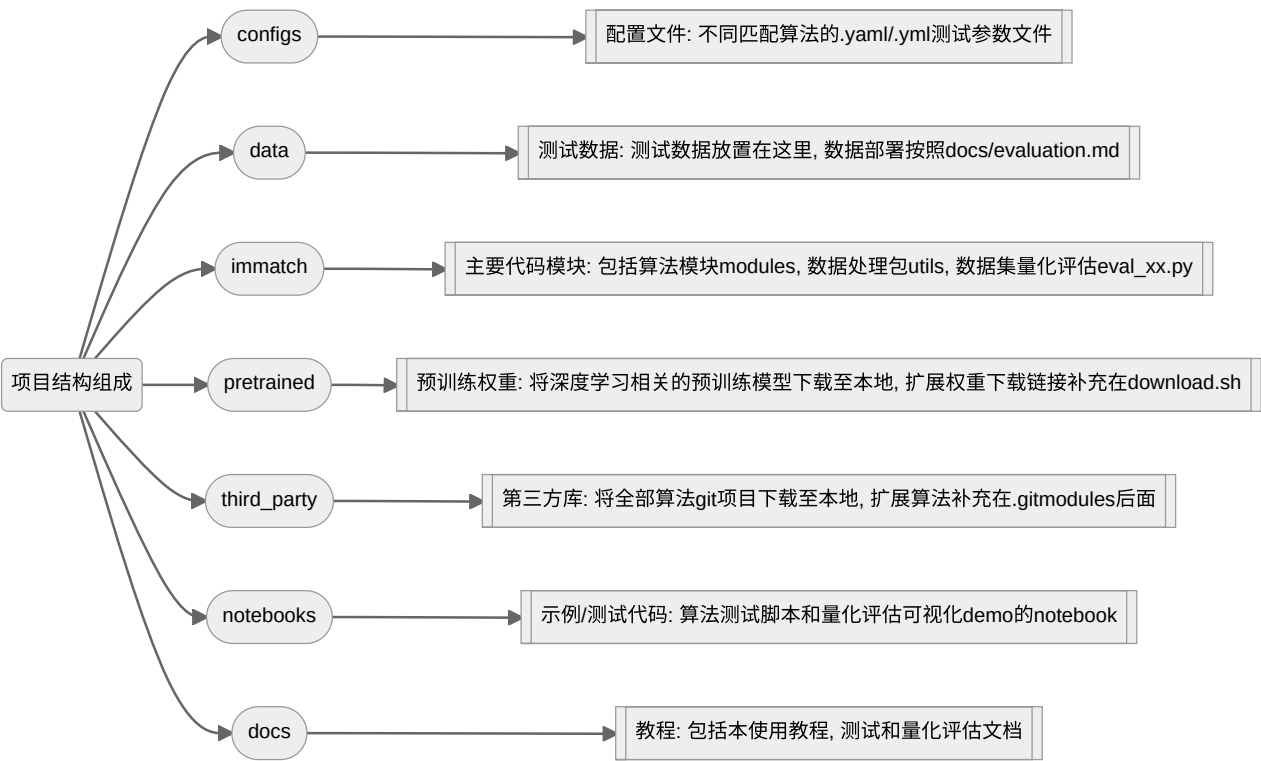 configs
配置文件: 不同匹配算法的.yaml/.yml测试参数文件
data
测试数据: 测试数据放置在这里, 数据部署按照docs/evaluation.md
immatch
主要代码模块: 包括算法模块modules, 数据处理包utils, 数据集量化评估eval_xx.py
项目结构组成
pretrained
预训练权重: 将深度学习相关的预训练模型下载至本地, 扩展权重下载链接补充在download.sh
third_party
第三方库: 将全部算法git项目下载至本地, 扩展算法补充在.gitmodules后面
notebooks
示例/测试代码: 算法测试脚本和量化评估可视化demo的notebook
docs
教程: 包括本使用教程, 测试和量化评估文档